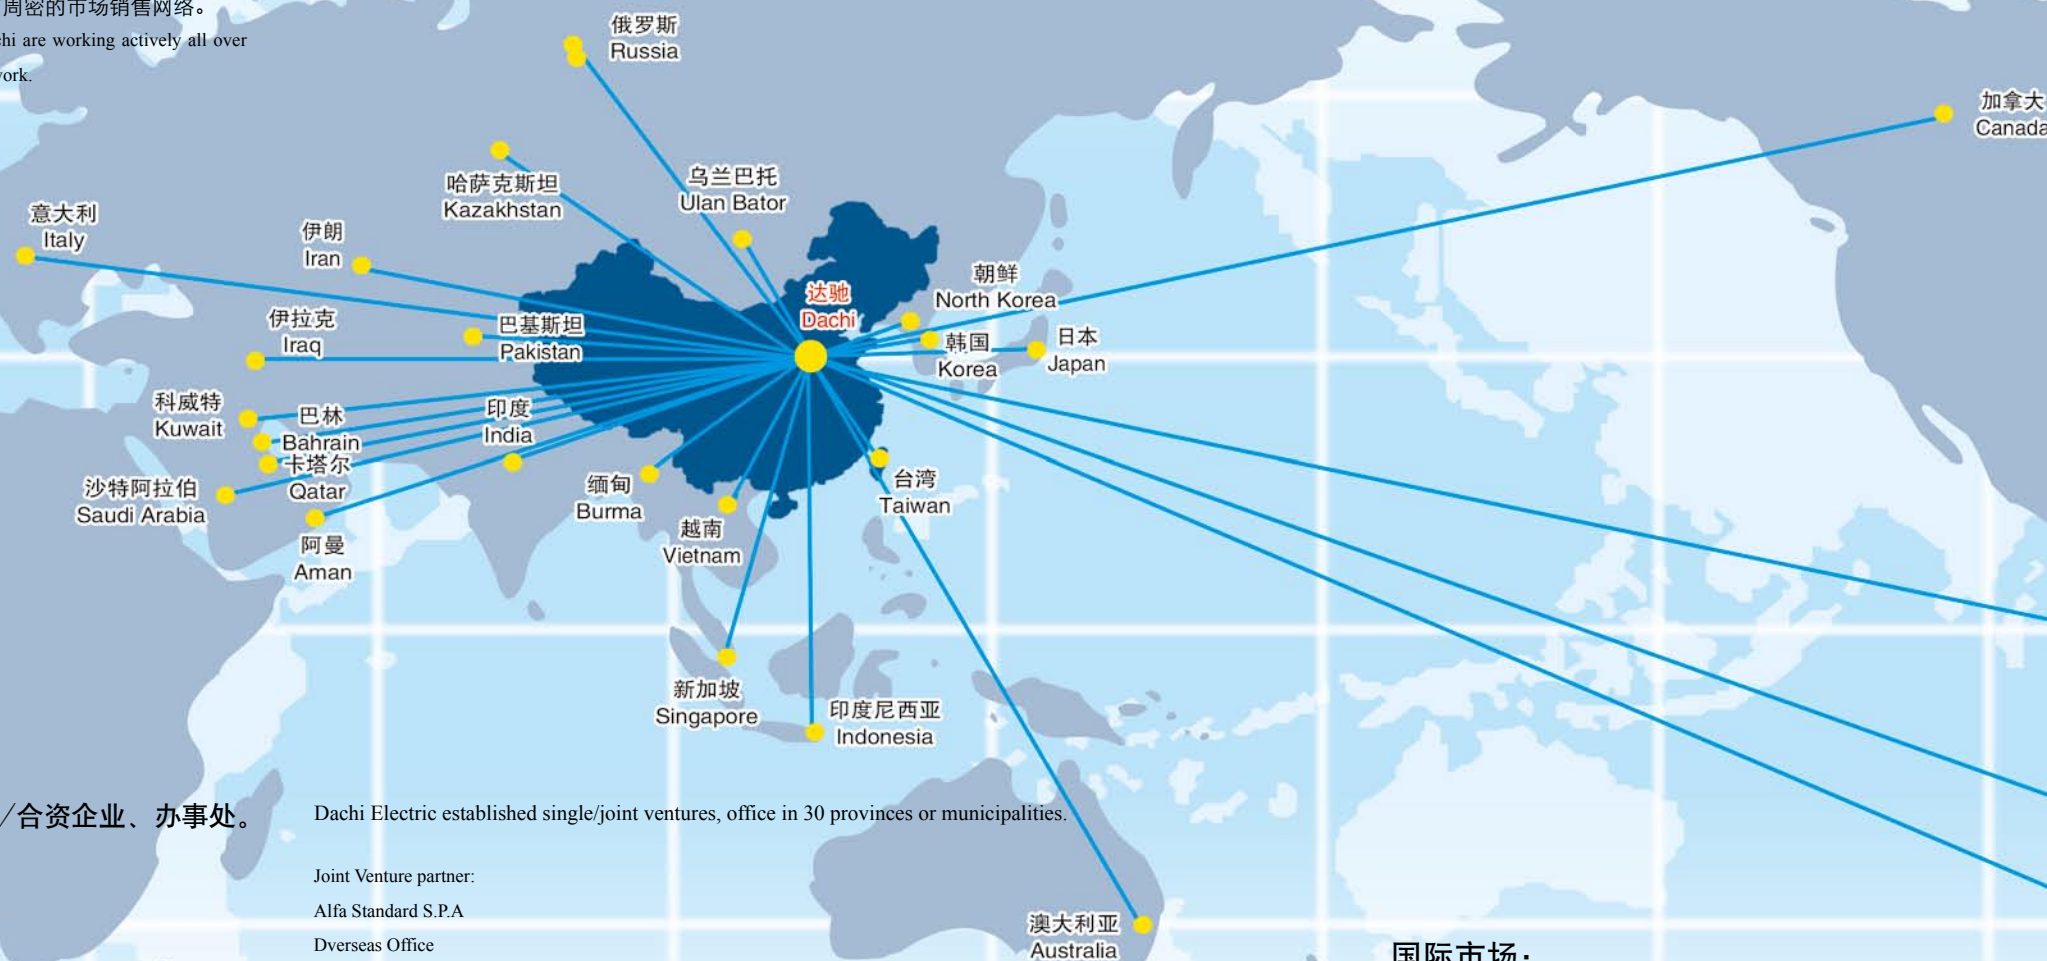 周密的市场销售网络。
chi are working actively all over
work.
俄罗斯
Russia
加拿大
Canada
哈萨克斯坦
Kazakhstan
乌兰巴托
Ulan Bator
意大利
Italy
伊朗
Iran
达驰
Dachi
朝鲜
North Korea
伊拉克
Iraq
巴基斯坦
Pakistan
韩国
Korea
日本
Japan
科威特
Kuwait
巴林
Bahrain
印度
India
卡塔尔
Qatar
沙特阿拉伯
Saudi Arabia
缅甸
Burma
台湾
Taiwan
越南
Vietnam
阿曼
Aman
新加坡
Singapore
印度尼西亚
Indonesia
/合资企业、办事处。
Dachi Electric established single/joint ventures, office in 30 provinces or municipalities.
Joint Venture partner:
Alfa Standard S.P.A
Dverseas Office
澳大利亚
Australia
国际市场: